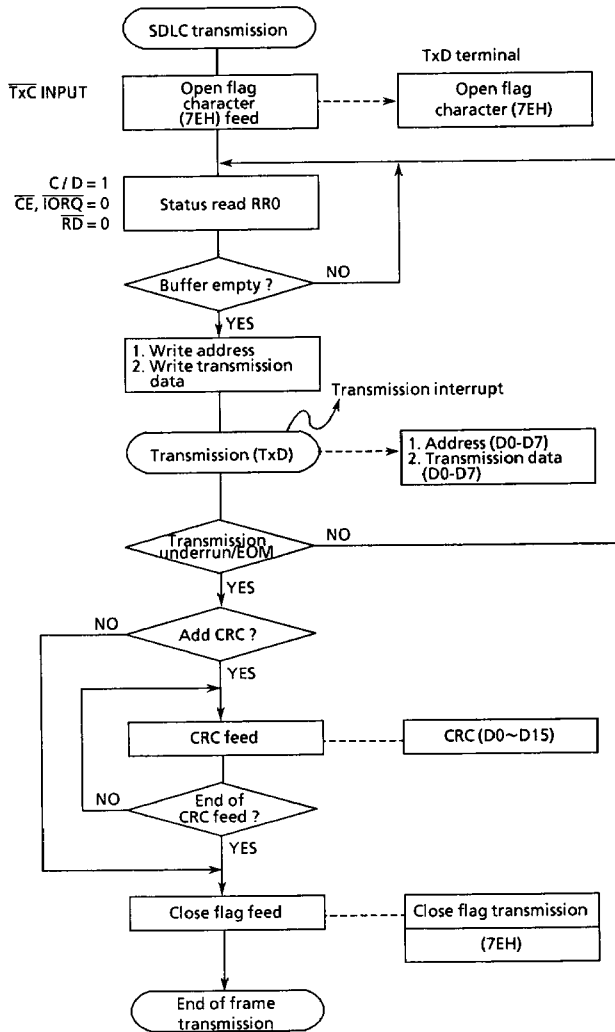 SDLC transmission
TxD terminal
TxC INPUT
Open flag
character
(7EH) feed
Open flag
character (7EH)
C / D = 1
CE, IORQ = 0
RD = 0
Status read RR0
Buffer empty ?
NO
YES
1. Write address
2. Write transmission
data
Transmission interrupt
Transmission (TxD)
1. Address (D0-D7)
2. Transmission data
(D0-D7)
Transmission
underrun/EOM
NO
YES
NO
Add CRC ?
YES
CRC feed
CRC (D0~D15)
NO
End of
CRC feed ?
YES
Close flag feed
Close flag transmission
(7EH)
End of frame
transmission